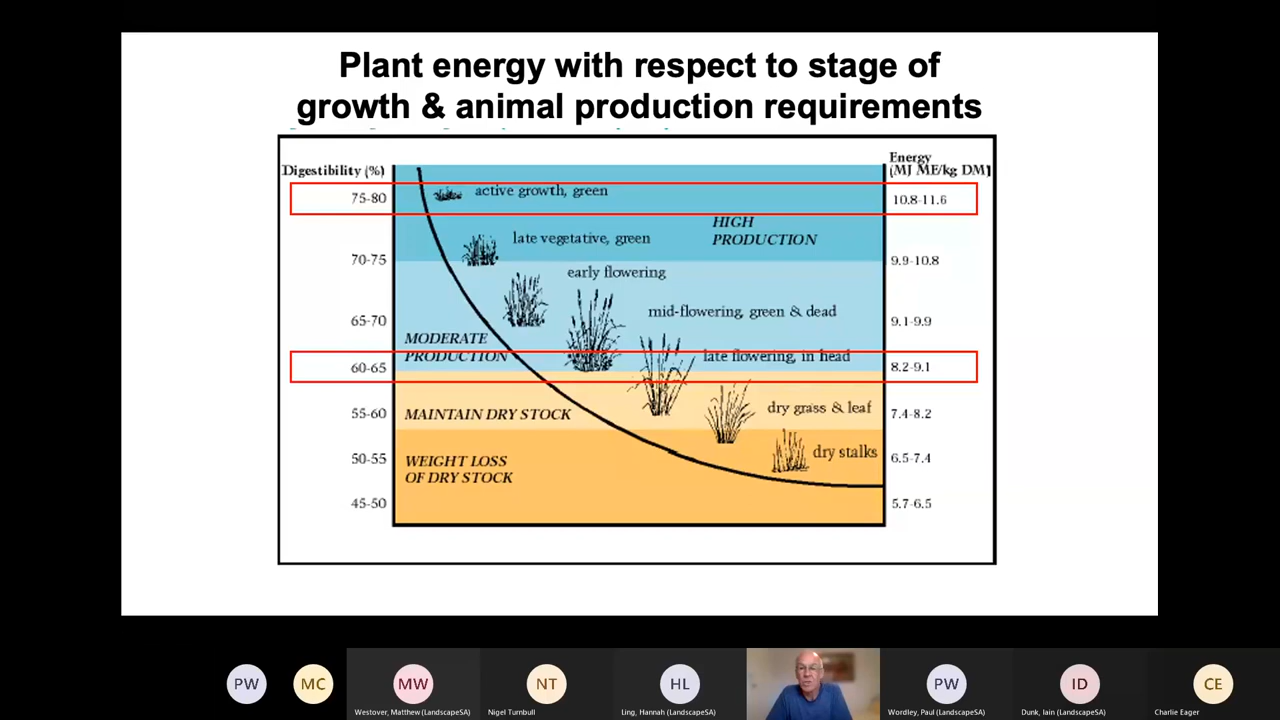 Plant energy with respect to stage of
growth & animal production requirements
Digestibility (%)
Energy
(MJ ME/kg DM)
75-80
active growth, green
10.8-11.6
HIGH
PRODUCTION
late vegetative, green
70-75
9.9-10.8
early flowering
65-70
mid-flowering, green & dead
9.1-9.9
MODERATE
PRODUCTION
late flowering, in head
60-65
8.2-9.1
55-60
MAINTAIN DRY STOCK
dry grass & leaf
7.4-8.2
50-55
WEIGHT LOSS
OF DRY STOCK
dry stalks
6.5-7.4
45-50
5.7-6.5
PW
MC
MW
NT
HL
PW
ID
CE
Westover, Matthew (LandscapeSA)
Nigel Turnbull
Ling, Hannah (LandscapeSA)
Wordley, Paul (LandscapeSA)
Dunk, Iain (LandscapeSA)
Charlie Eager